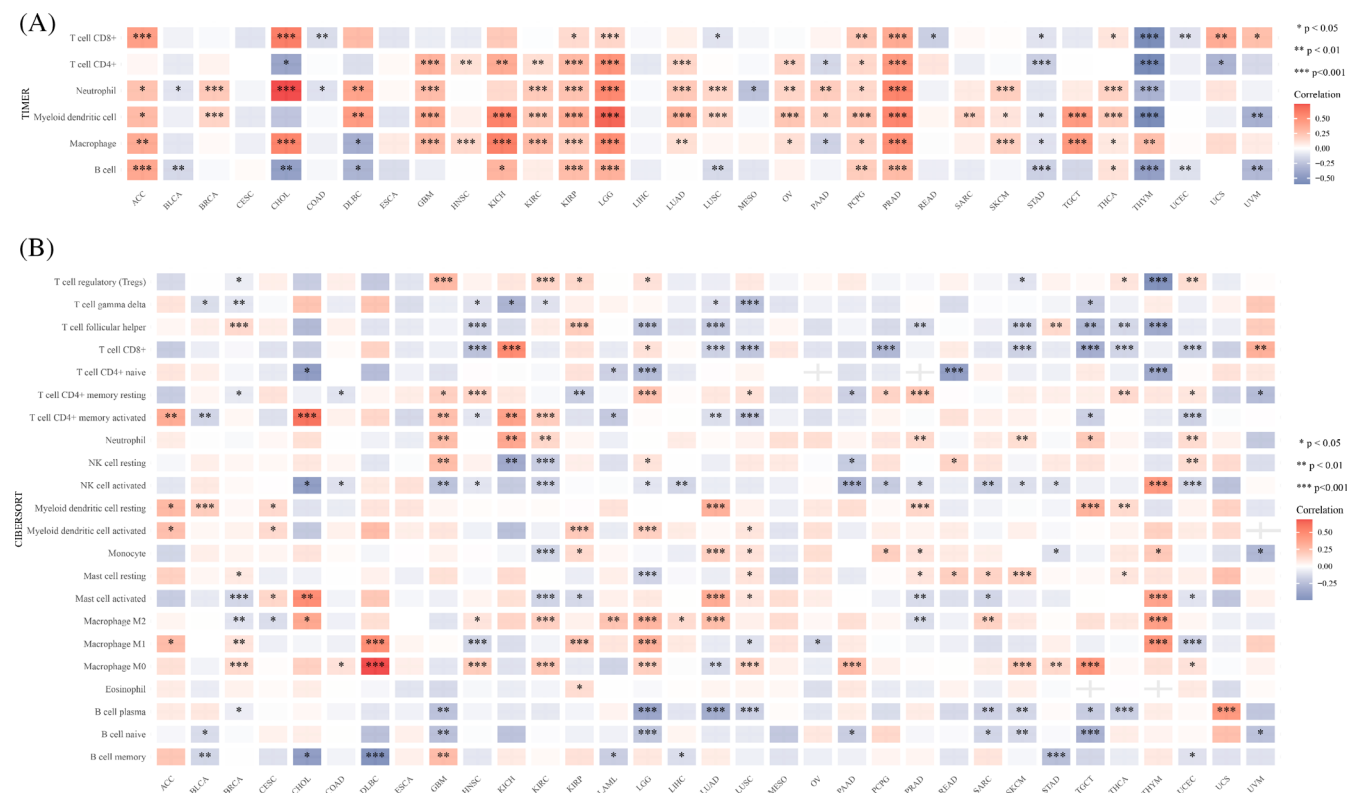 (A)
T cell CD8+ *** *** ** * *** * ** *** * * * *** ** ** *
* p < 0.05
T cell CD4+ * *** ** ** ** *** *** *** ** * * *** *** *** *
** p < 0.01
Neutrophil * * *** *** * ** *** *** *** *** *** *** * ** ** * *** *** *** ***
*** p<0.001
Myeloid dendritic cell * *** ** *** *** *** *** *** *** *** ** * *** *** ** * * *** *** *** **
Macrophage ** *** * *** *** *** *** *** *** ** * * * *** *** * *** * **
B cell *** ** ** * * *** *** ** ** *** *** * *** ** **
TIMER
Correlation
0.50
0.25
0.00
−0.25
−0.50
ACC BLCA BRCA CESC CHOL COAD DLBC ESCA GBM HNSC KICH KIRC KIRP LGG LIHC LUAD LUSC MESO OV PAAD PCPG PRAD READ SARC SKCM STAD TGCT THCA THYM UCEC UCS UVM
(B)
T cell regulatory (Tregs) * *** *** * * * * *** **
T cell gamma delta * ** * * * * *** *
T cell follicular helper *** *** *** *** *** ** *** ** ** ** ***
T cell CD8+ *** *** * *** *** *** *** *** *** *** **
T cell CD4+ naive * * *** *** ***
T cell CD4+ memory resting * * * *** ** *** * * * *** ** * *
T cell CD4+ memory activated ** ** *** ** * ** *** * ** *** * ***
Neutrophil ** ** ** ** ** * **
NK cell resting ** ** *** * * * **
NK cell activated * * ** * *** * ** *** * * ** * * *** ***
Myeloid dendritic cell resting * *** * *** *** *** **
Myeloid dendritic cell activated * * *** *** *
Monocyte *** * *** * * * * * *
Mast cell resting * *** * * * * *** *
Mast cell activated *** * ** *** * *** * ** * *** *
Macrophage M2 ** * * * *** ** *** * *** ** ** ***
Macrophage M1 * ** *** *** *** *** * * *** ***
Macrophage M0 *** * *** *** *** *** ** *** *** *** ** *** *
Eosinophil *
B cell plasma * ** *** *** *** ** ** * *** ***
B cell naive * ** *** * * ** *** *
B cell memory ** * *** ** * * *** *
CIBERSORT
* p < 0.05
** p < 0.01
*** p<0.001
Correlation
0.50
0.25
0.00
−0.25
ACC BLCA BRCA CESC CHOL COAD DLBC ESCA GBM HNSC KICH KIRC KIRP LAML LGG LIHC LUAD LUSC MESO OV PAAD PCPG PRAD READ SARC SKCM STAD TGCT THCA THYM UCEC UCS UVM